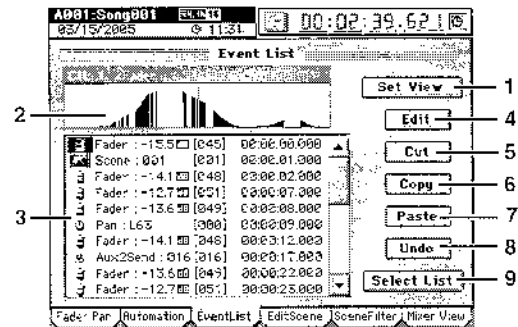 A001:Song001
03/15/2005 11:31
00:02:39.621
Event List
Set View 1
2
Edit 4
Cut 5
Copy 6
Paste 7
Undo 8
Select List 9
3
Fader :-15.5 [045] 00:00.00.000
Scene : 001 [001] 00:00.01.000
Fader :-14.1 [048] 00:00.02.000
Fader :-12.7 [051] 00:00.07.000
Fader :-13.6 [049] 00:00:08.000
Pan : L63 [000] 00:00:09.000
Fader :-14.1 [048] 00:00:12.000
Aux2Send : 016 [016] 00:00:17.000
Fader :-13.6 [049] 00:00:22.000
Fader :-12.7 [051] 00:00:25.000
Fader Pan Automation EventList EditScene SceneFilter Mixer View